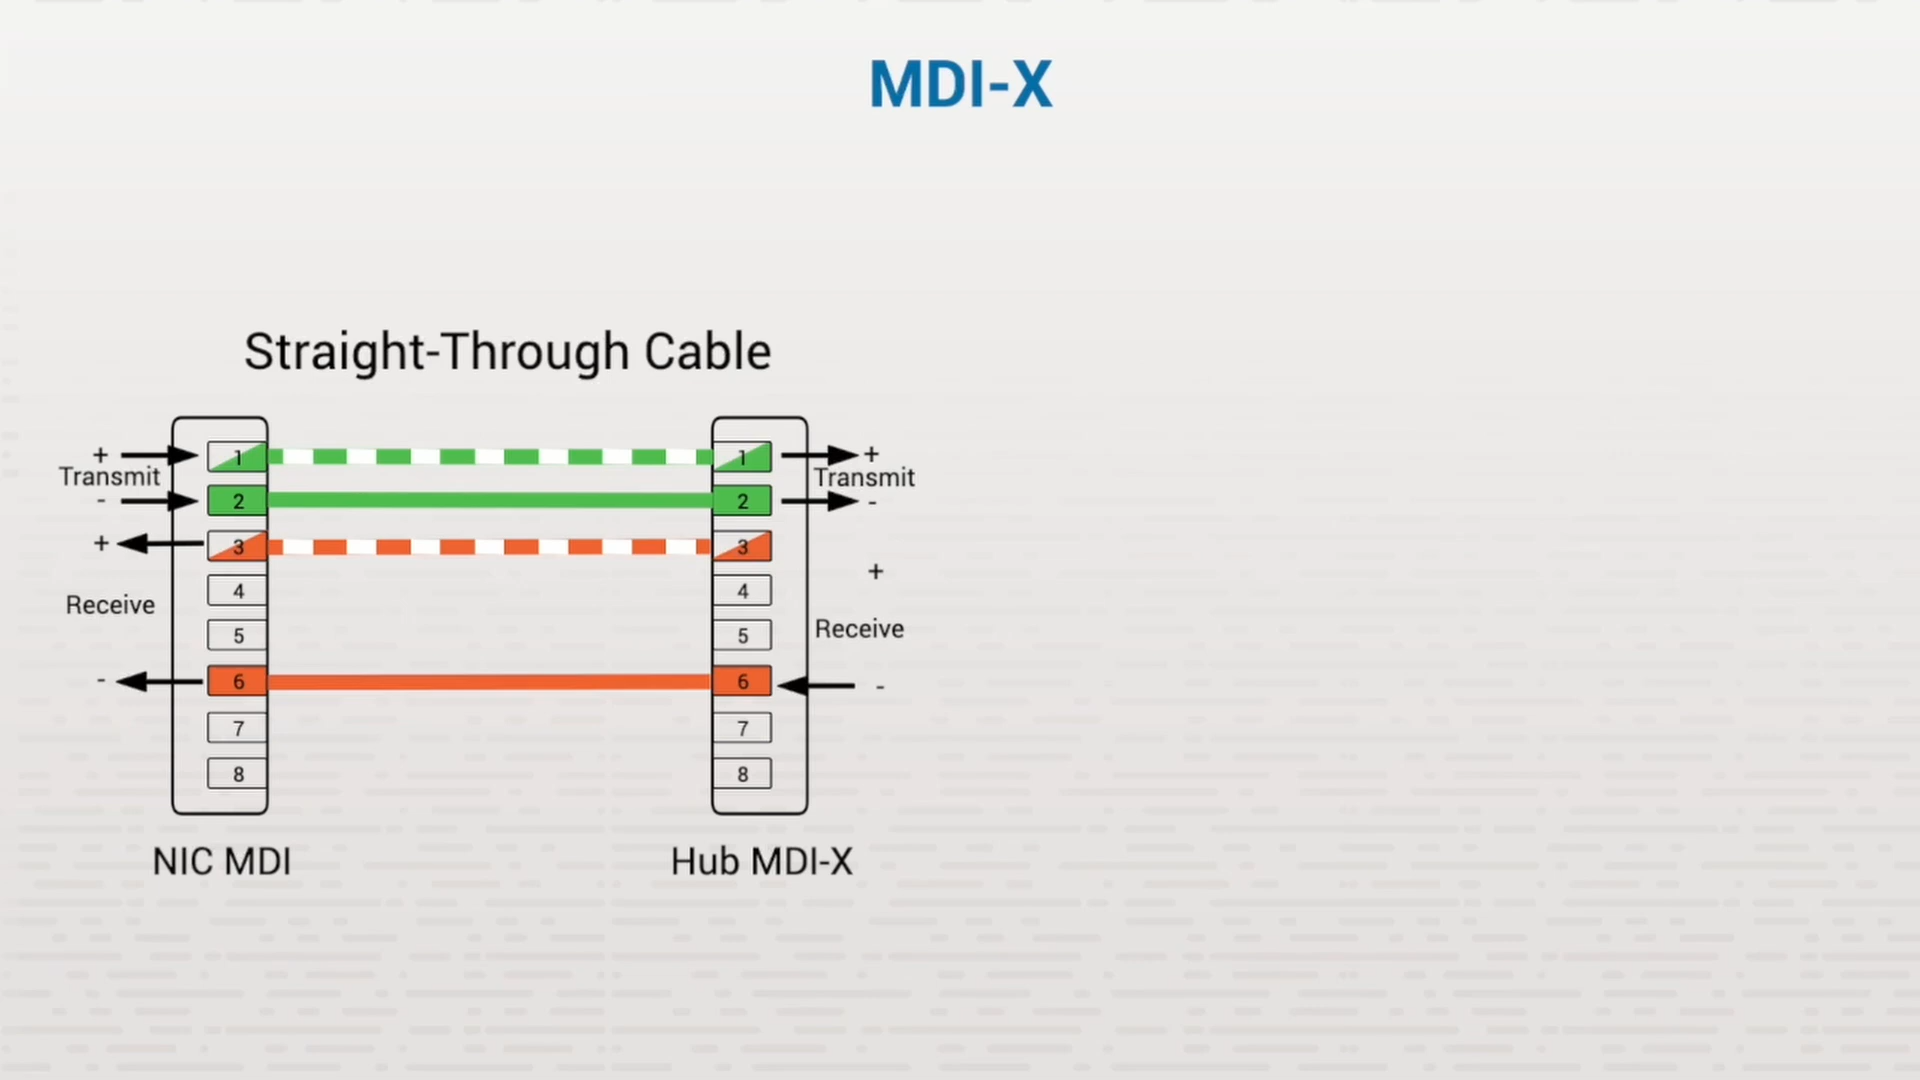 MDI-X
Straight-Through Cable
+ 1 1 +
Transmit Transmit
- 2 2 -
+ 3 3
+
4 4
Receive Receive
5 5
- 6 6 -
7 7
8 8
NIC MDI Hub MDI-X